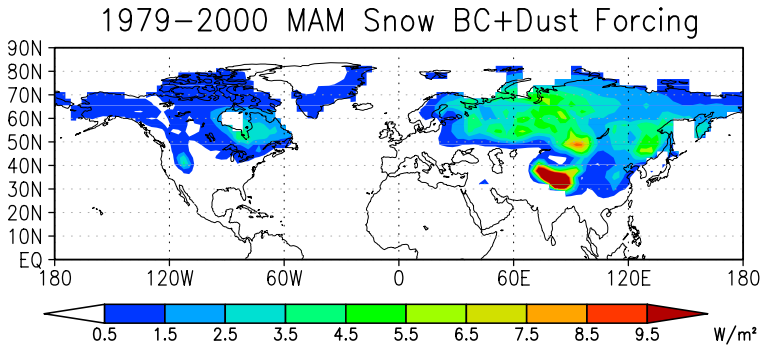 1979-2000 MAM Snow BC+Dust Forcing
90N
80N
70N
60N
50N
40N
30N
20N
10N
EQ
180 120W 60W 0 60E 120E 180
0.5 1.5 2.5 3.5 4.5 5.5 6.5 7.5 8.5 9.5 W/m²